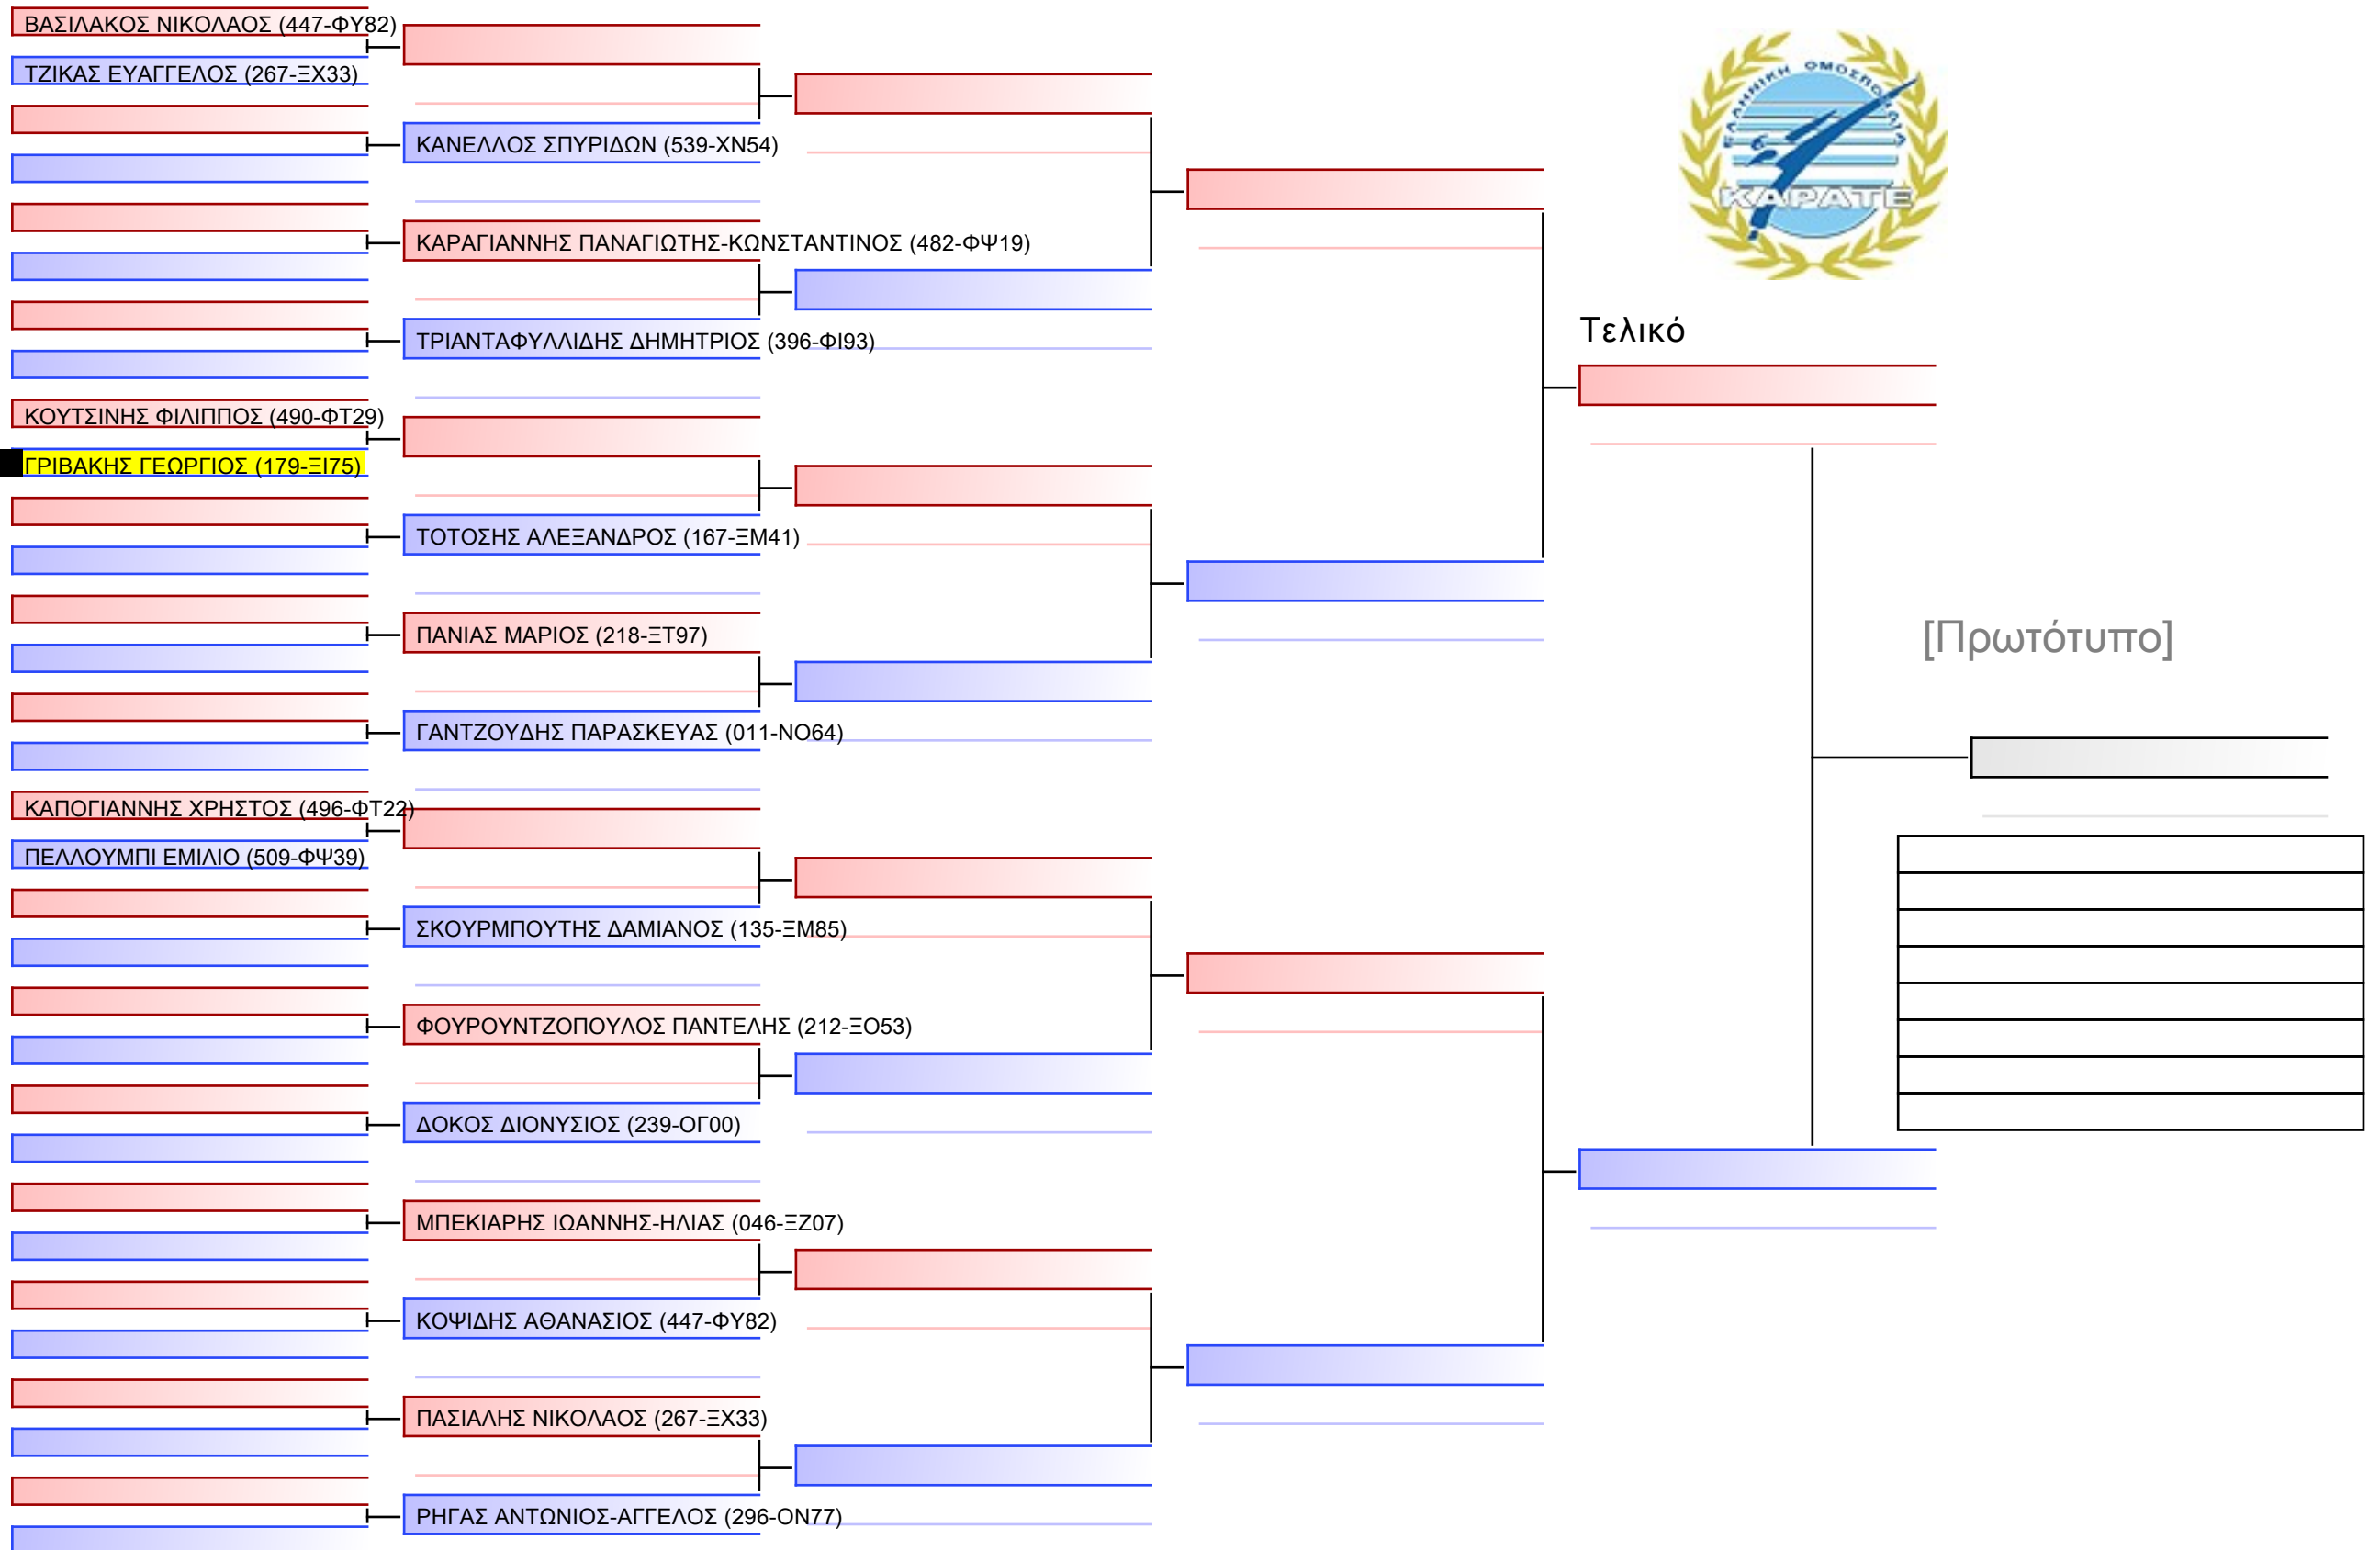 ΒΑΣΙΛΑΚΟΣ ΝΙΚΟΛΑΟΣ (447-ΦΥ82)
ΤΖΙΚΑΣ ΕΥΑΓΓΕΛΟΣ (267-ΞΧ33)
ΚΑΝΕΛΛΟΣ ΣΠΥΡΙΔΩΝ (539-ΧΝ54)
ΚΑΡΑΓΙΑΝΝΗΣ ΠΑΝΑΓΙΩΤΗΣ-ΚΩΝΣΤΑΝΤΙΝΟΣ (482-ΦΨ19)
ΤΡΙΑΝΤΑΦΥΛΛΙΔΗΣ ΔΗΜΗΤΡΙΟΣ (396-ΦΙ93)
ΚΟΥΤΣΙΝΗΣ ΦΙΛΙΠΠΟΣ (490-ΦΤ29)
ΓΡΙΒΑΚΗΣ ΓΕΩΡΓΙΟΣ (179-ΞΙ75)
ΤΟΤΟΣΗΣ ΑΛΕΞΑΝΔΡΟΣ (167-ΞΜ41)
ΠΑΝΙΑΣ ΜΑΡΙΟΣ (218-ΞΤ97)
ΓΑΝΤΖΟΥΔΗΣ ΠΑΡΑΣΚΕΥΑΣ (011-ΝΟ64)
ΚΑΠΟΓΙΑΝΝΗΣ ΧΡΗΣΤΟΣ (496-ΦΤ22)
ΠΕΛΛΟΥΜΠΙ ΕΜΙΛΙΟ (509-ΦΨ39)
ΣΚΟΥΡΜΠΟΥΤΗΣ ΔΑΜΙΑΝΟΣ (135-ΞΜ85)
ΦΟΥΡΟΥΝΤΖΟΠΟΥΛΟΣ ΠΑΝΤΕΛΗΣ (212-ΞΟ53)
ΔΟΚΟΣ ΔΙΟΝΥΣΙΟΣ (239-ΟΓ00)
ΜΠΕΚΙΑΡΗΣ ΙΩΑΝΝΗΣ-ΗΛΙΑΣ (046-ΞΖ07)
ΚΟΨΙΔΗΣ ΑΘΑΝΑΣΙΟΣ (447-ΦΥ82)
ΠΑΣΙΑΛΗΣ ΝΙΚΟΛΑΟΣ (267-ΞΧ33)
ΡΗΓΑΣ ΑΝΤΩΝΙΟΣ-ΑΓΓΕΛΟΣ (296-ΟΝ77)
ΕΛΛΗΝΙΚΗ ΟΜΟΣΠΟΝΔΙΑ
ΚΑΡΑΤΕ
Τελικό
[Πρωτότυπο]